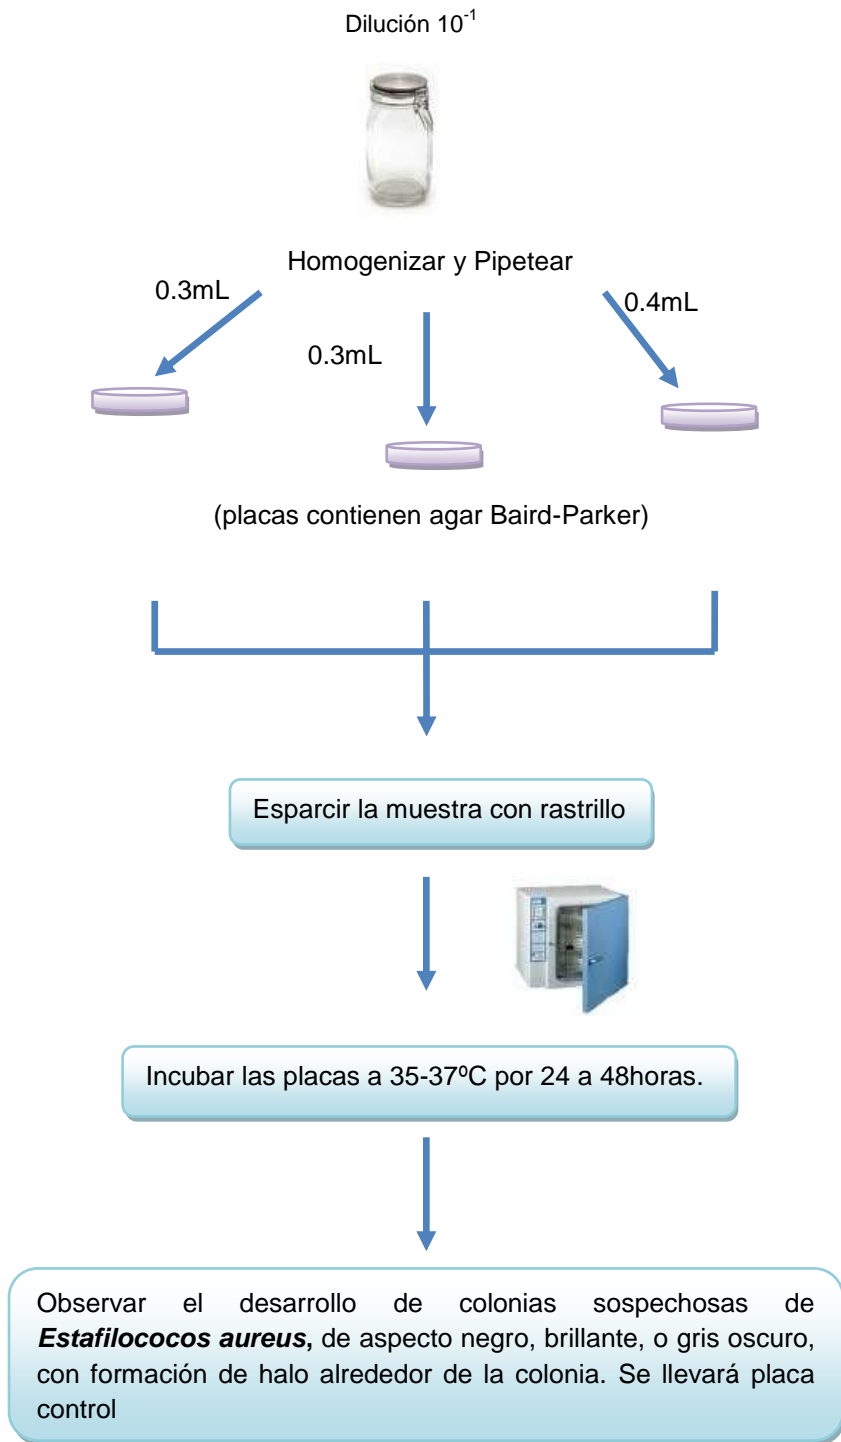 Dilución 10⁻¹
Homogenizar y Pipetear
0.3mL
0.3mL
0.4mL
(placas contienen agar Baird-Parker)
Esparcir la muestra con rastrillo
Incubar las placas a 35-37ºC por 24 a 48horas.
Observar el desarrollo de colonias sospechosas de
Estafilococos aureus, de aspecto negro, brillante, o gris oscuro,
con formación de halo alrededor de la colonia. Se llevará placa
control